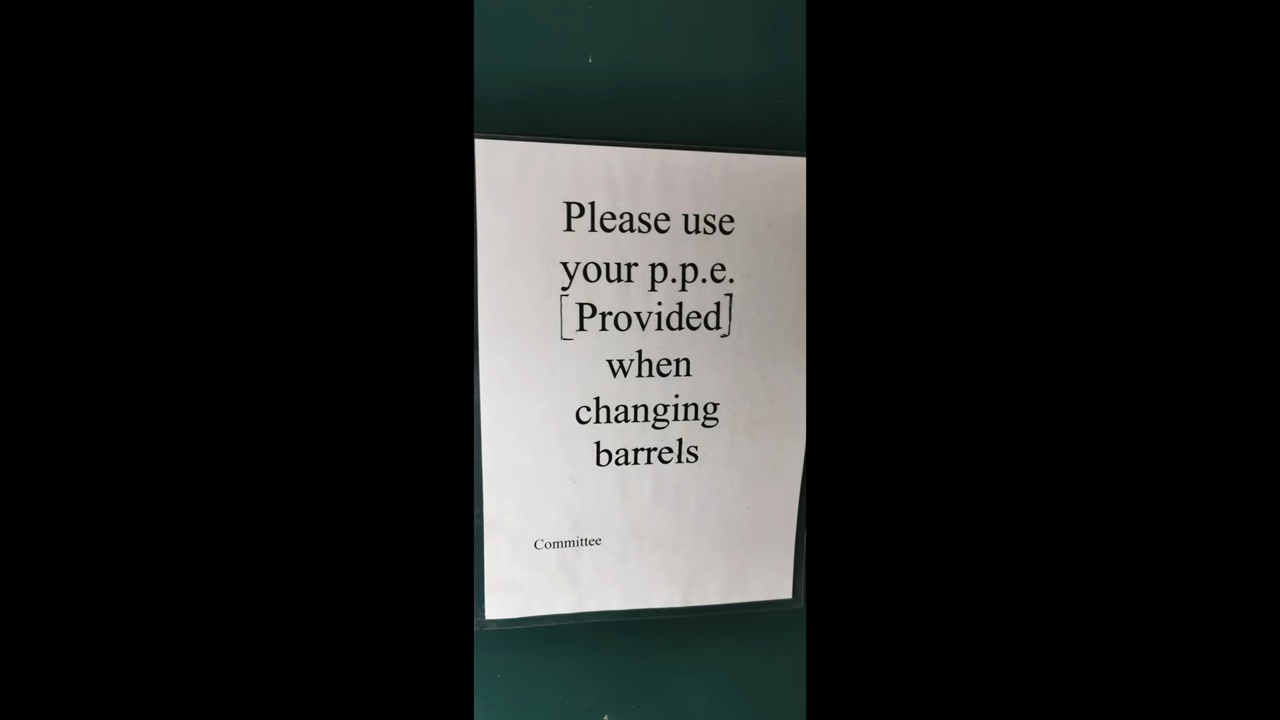 Please use
your p.p.e.
[Provided]
when
changing
barrels
Committee